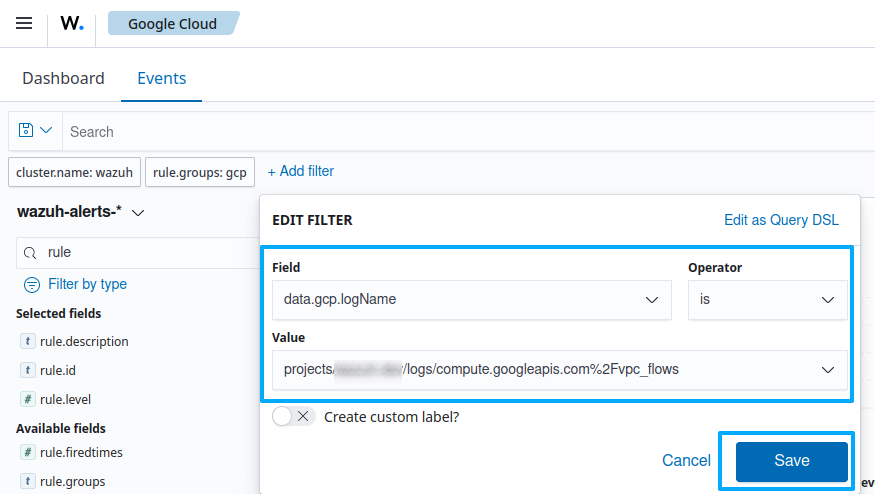 W. Google Cloud
Dashboard Events
Search
cluster.name: wazuh rule.groups: gcp + Add filter
wazuh-alerts-*
EDIT FILTER Edit as Query DSL
rule
Filter by type
Field Operator
data.gcp.logName is
Value
projects/ /logs/compute.googleapis.com%2Fvpc_flows
Selected fields
t rule.description
t rule.id
# rule.level
Available fields
# rule.firedtimes
t rule.groups
Create custom label?
Cancel Save
ev